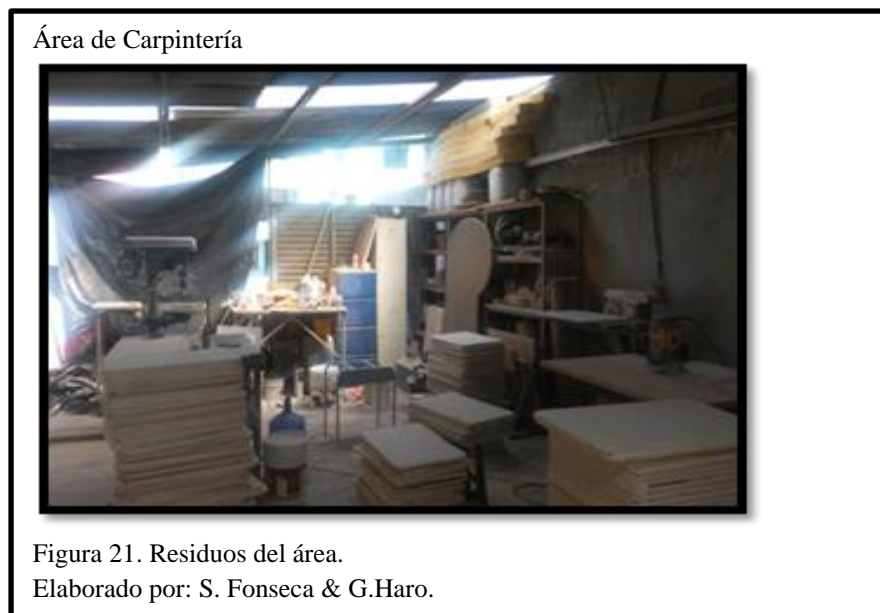 Área de Carpintería
Figura 21. Residuos del área.
Elaborado por: S. Fonseca & G.Haro.